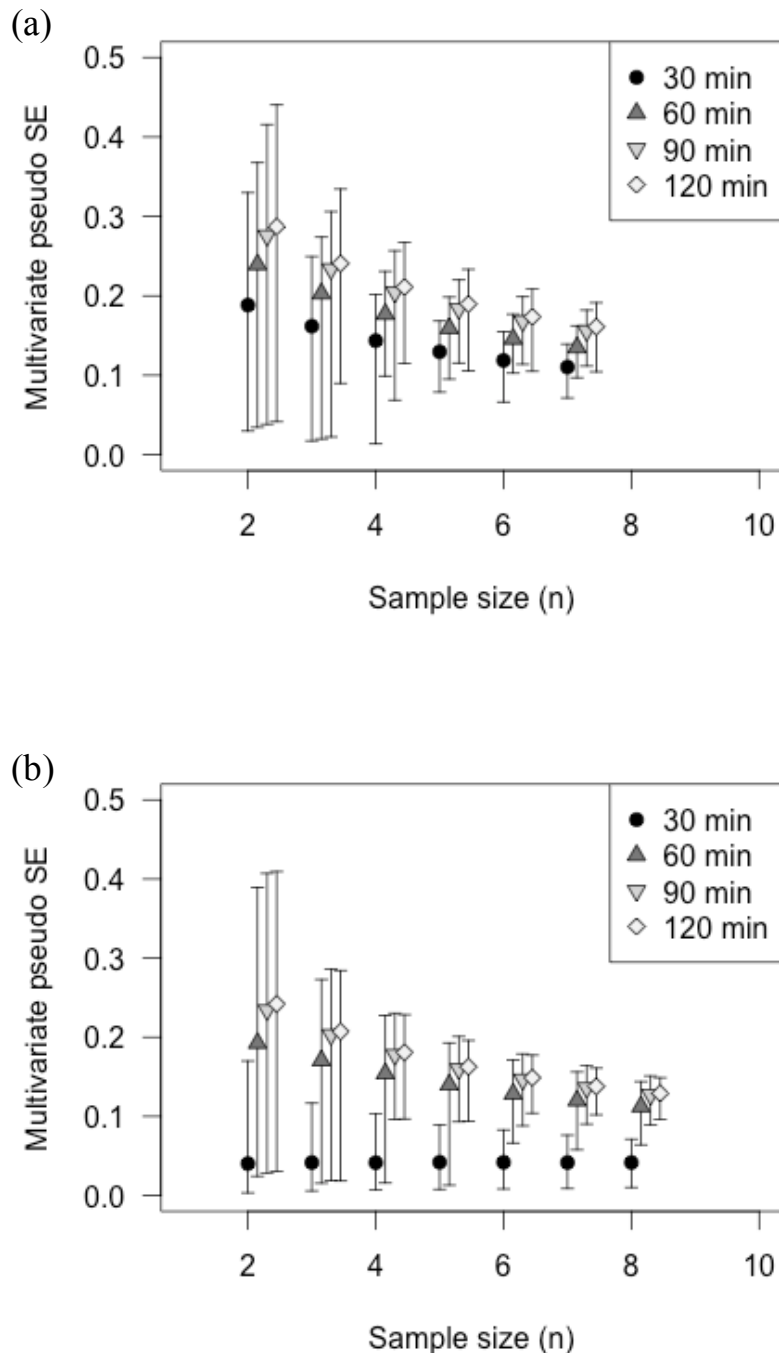 (a)
Multivariate pseudo SE
0.5
0.4
0.3
0.2
0.1
0.0
30 min
60 min
90 min
120 min
2 4 6 8 10
Sample size (n)
(b)
Multivariate pseudo SE
0.5
0.4
0.3
0.2
0.1
0.0
30 min
60 min
90 min
120 min
2 4 6 8 10
Sample size (n)